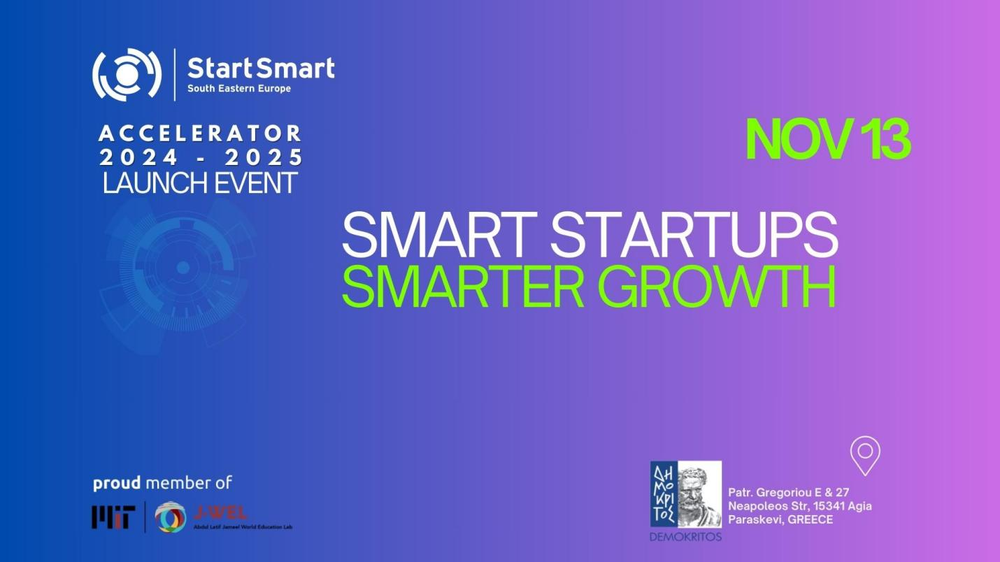 StartSmart
South Eastern Europe
ACCELERATOR
2024 - 2025
LAUNCH EVENT
NOV 13
SMART STARTUPS
SMARTER GROWTH
proud member of
MIT
J-WEL
Abdul Latif Jameel World Education Lab
ΔΗ
ΜΟ
ΚΡΙ
ΤΟΣ
DEMOKRITOS
Patr. Gregoriou E & 27
Neapoleos Str, 15341 Agia
Paraskevi, GREECE